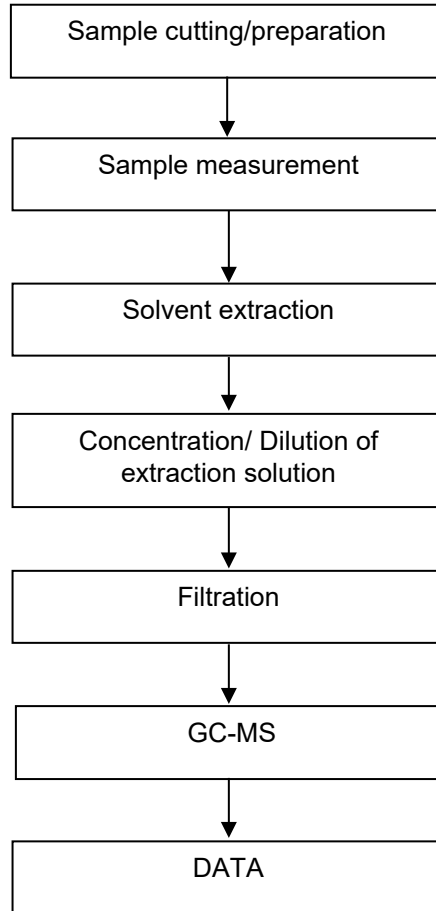 Sample cutting/preparation
Sample measurement
Solvent extraction
Concentration/ Dilution of
extraction solution
Filtration
GC-MS
DATA